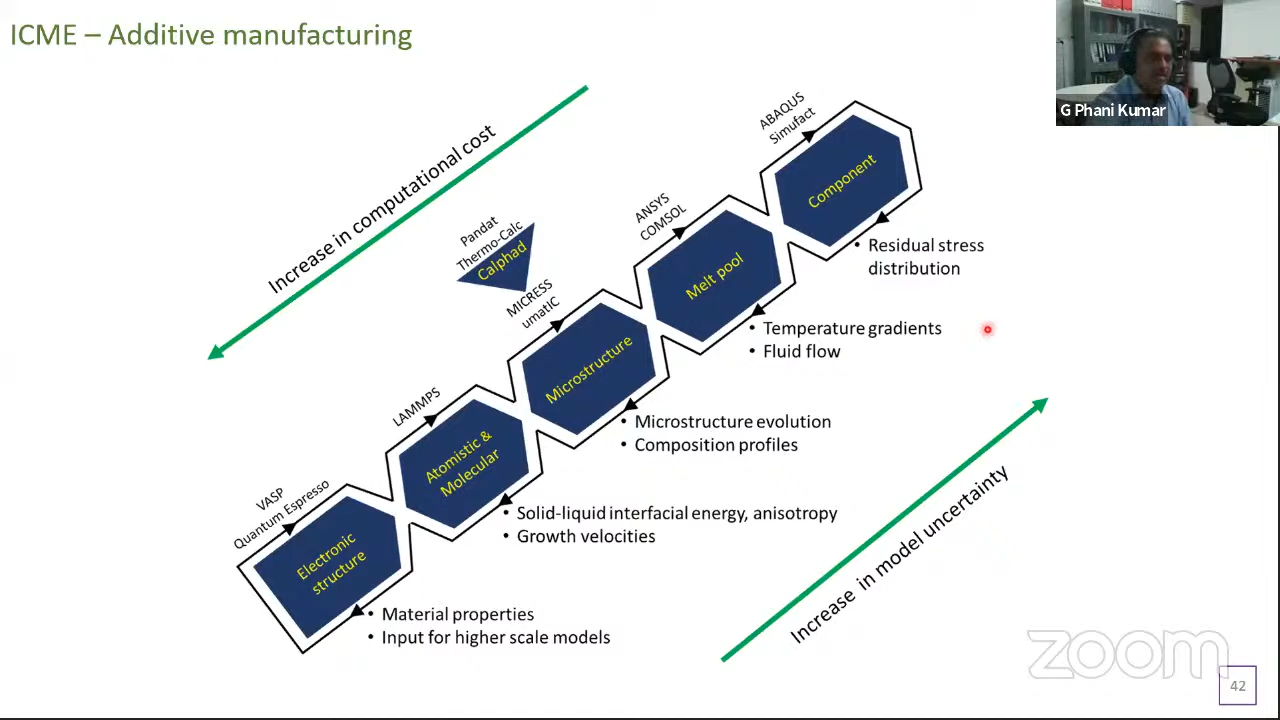 ICME – Additive manufacturing
G Phani Kumar
Increase in computational cost
ABAQUS
Simufact
Component
Residual stress
distribution
ANSYS
COMSOL
Melt pool
Temperature gradients
Fluid flow
Pandat
Thermo-Calc
Calphad
MICRESS
umatiC
Microstructure
Microstructure evolution
Composition profiles
LAMMPS
Atomistic &
Molecular
Solid-liquid interfacial energy, anisotropy
Growth velocities
VASP
Quantum Espresso
Electronic
structure
Material properties
Input for higher scale models
Increase in model uncertainty
zoom
42